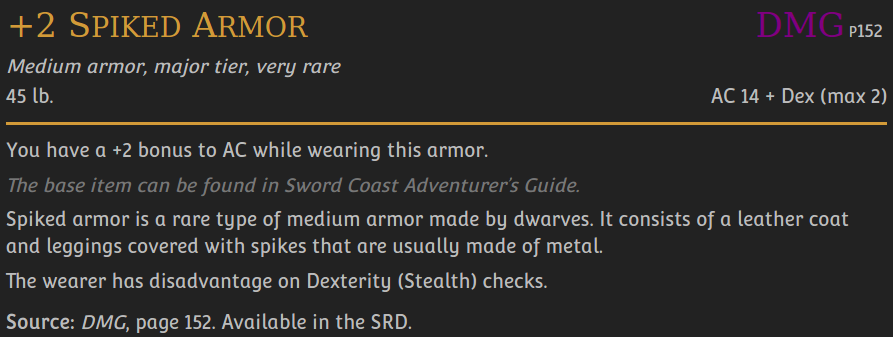 +2 Spiked Armor DMG p152
Medium armor, major tier, very rare
45 lb. AC 14 + Dex (max 2)
You have a +2 bonus to AC while wearing this armor.
The base item can be found in Sword Coast Adventurer's Guide.
Spiked armor is a rare type of medium armor made by dwarves. It consists of a leather coat
and leggings covered with spikes that are usually made of metal.
The wearer has disadvantage on Dexterity (Stealth) checks.
Source: DMG, page 152. Available in the SRD.